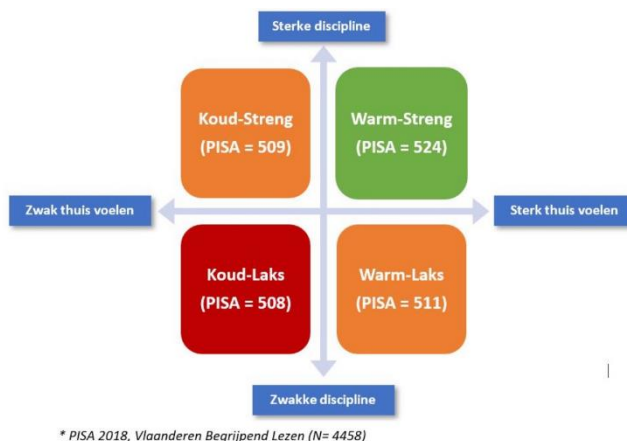 Sterke discipline
Koud-Streng
(PISA = 509)
Warm-Streng
(PISA = 524)
Zwak thuis voelen
Sterk thuis voelen
Koud-Laks
(PISA = 508)
Warm-Laks
(PISA = 511)
Zwakke discipline
* PISA 2018, Vlaanderen Begrijpend Lezen (N= 4458)